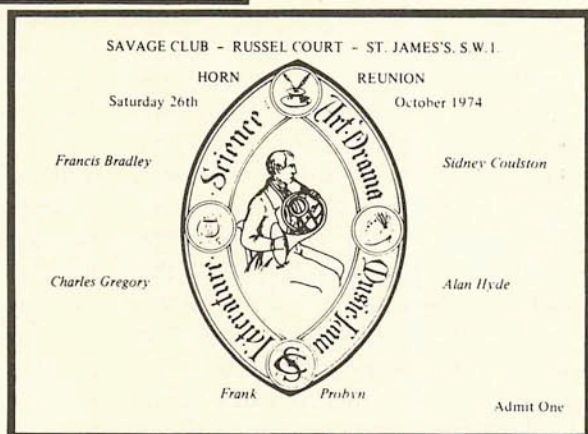 SAVAGE CLUB - RUSSEL COURT - ST. JAMES'S. S.W.1.
HORN REUNION
Saturday 26th October 1974
Science
Art·Drama
Francis Bradley
Sidney Coulston
Literature
Music·Law
Charles Gregory
Alan Hyde
Frank Probyn
Admit One